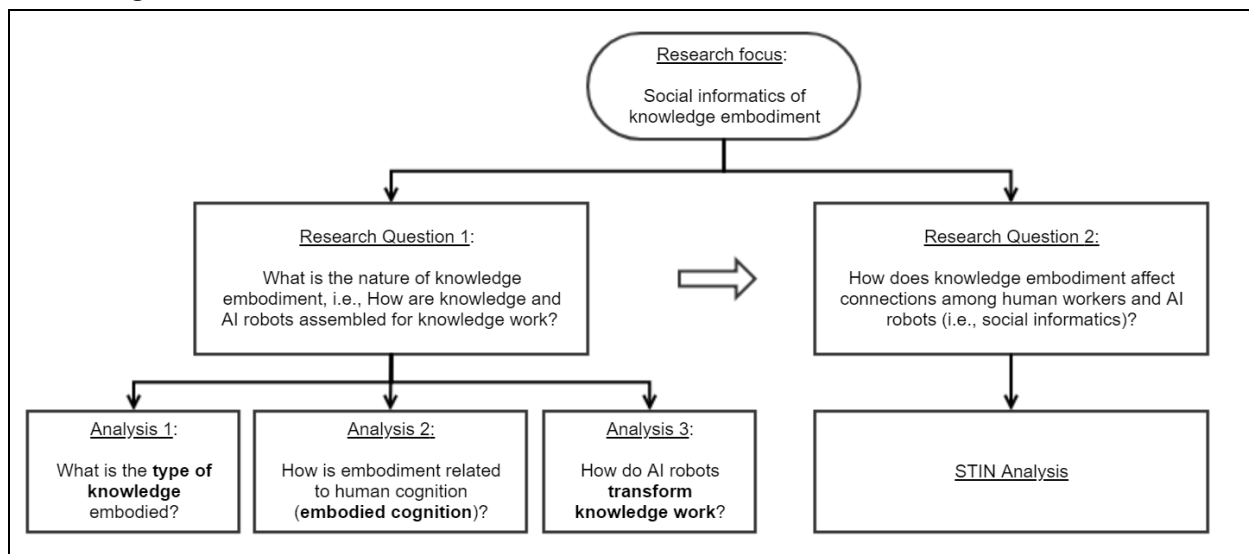 Research focus:
Social informatics of
knowledge embodiment
Research Question 1:
What is the nature of knowledge
embodiment, i.e., How are knowledge and
AI robots assembled for knowledge work?
Research Question 2:
How does knowledge embodiment affect
connections among human workers and AI
robots (i.e., social informatics)?
Analysis 1:
What is the type of
knowledge
embodied?
Analysis 2:
How is embodiment related
to human cognition
(embodied cognition)?
Analysis 3:
How do AI robots
transform
knowledge work?
STIN Analysis